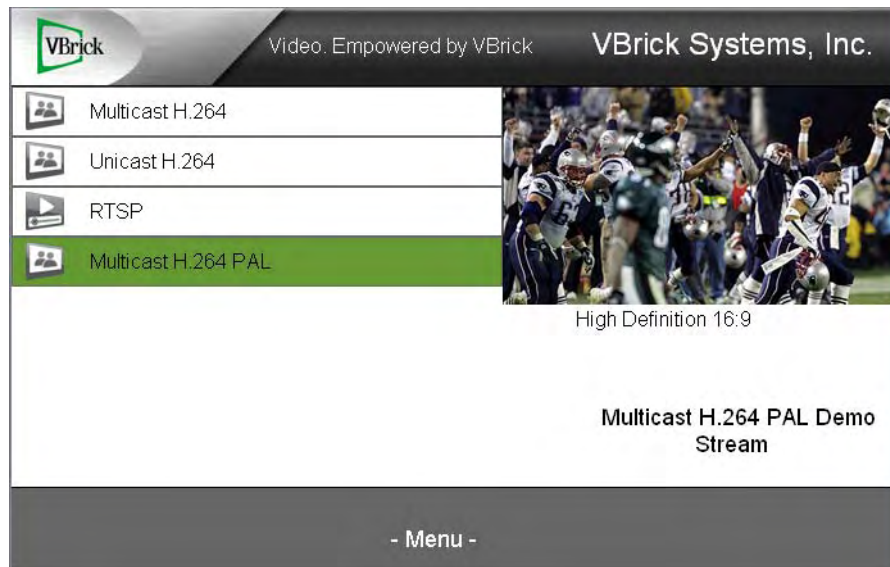 VBrick
Video. Empowered by VBrick
VBrick Systems, Inc.
Multicast H.264
Unicast H.264
RTSP
Multicast H.264 PAL
High Definition 16:9
Multicast H.264 PAL Demo
Stream
- Menu -